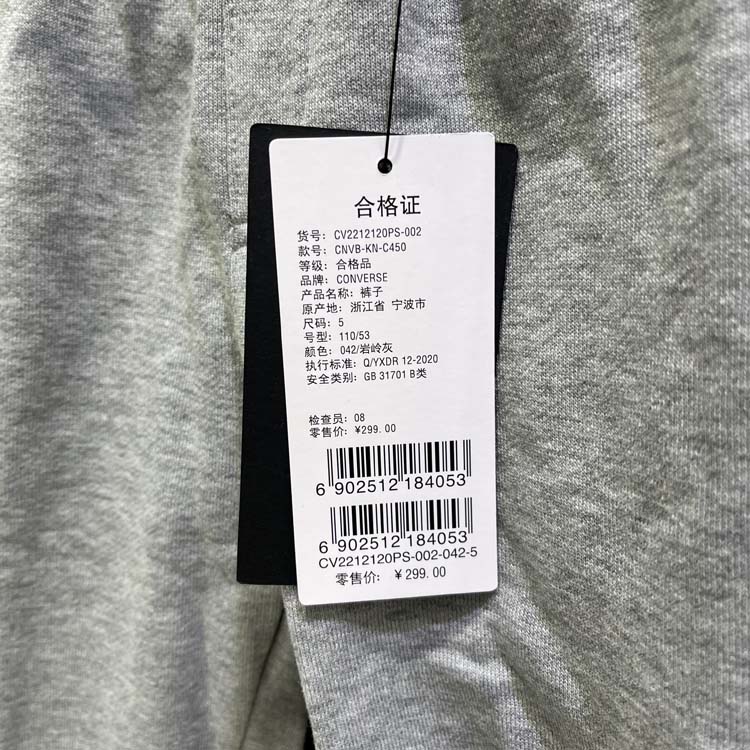 合格证
货号：CV2212120PS-002
款号：CNVB-KN-C450
等级：合格品
品牌：CONVERSE
产品名称：裤子
原产地：浙江省 宁波市
尺码：5
号型：110/53
颜色：042/岩岭灰
执行标准：Q/YXDR 12-2020
安全类别：GB 31701 B类
检查员：08
零售价：¥299.00
6 902512 184053
6 902512 184053
CV2212120PS-002-042-5
零售价：¥299.00